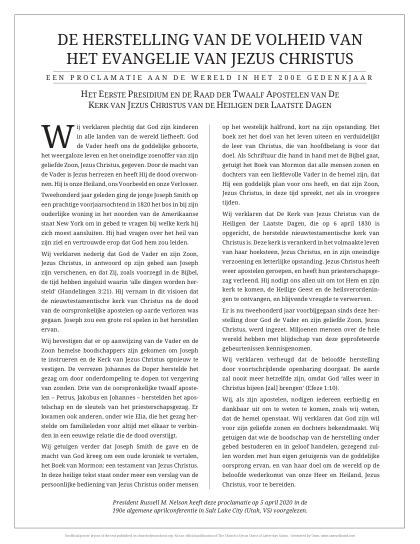 DE HERSTELLING VAN DE VOLHEID VAN
HET EVANGELIE VAN JEZUS CHRISTUS
EEN PROCLAMATIE AAN DE WERELD IN HET 200E GEDENKJAAR
Het Eerste Presidium en de Raad der Twaalf Apostelen van De
Kerk van Jezus Christus van de Heiligen der Laatste Dagen
Wij verklaren plechtig dat God zijn kinderen
in alle landen van de wereld liefheeft. God
de Vader heeft ons de goddelijke geboorte,
het weergaloze leven en het oneindige zoenoffer van zijn
geliefde Zoon, Jezus Christus, gegeven. Door de macht van
de Vader is Jezus herrezen en heeft Hij de dood overwon-
nen. Hij is onze Heiland, ons Voorbeeld en onze Verlosser.
Tweehonderd jaar geleden ging de jonge Joseph Smith op
een prachtige voorjaarsochtend in 1820 het bos in bij zijn
ouderlijke woning in het noorden van de Amerikaanse
staat New York om in gebed te vragen bij welke kerk hij
zich moest aansluiten. Hij had vragen over het heil van
zijn ziel en vertrouwde erop dat God hem zou leiden.
Wij verklaren nederig dat God de Vader en zijn Zoon,
Jezus Christus, in antwoord op zijn gebed aan Joseph
zijn verschenen, en dat Zij, zoals voorzegd in de Bijbel,
de tijd hebben ingeluid waarin 'alle dingen worden her-
steld' (Handelingen 3:21). Hij vernam in dit visioen dat
de nieuwtestamentische kerk van Christus na de dood
van de oorspronkelijke apostelen op aarde verloren was
gegaan. Joseph zou een grote rol spelen in het herstellen
ervan.
Wij bevestigen dat er op aanwijzing van de Vader en de
Zoon hemelse boodschappers zijn gekomen om Joseph
te instrueren en de Kerk van Jezus Christus opnieuw te
vestigen. De verrezen Johannes de Doper herstelde het
gezag om door onderdompeling te dopen tot vergeving
van zonden. Drie van de oorspronkelijke twaalf aposte-
len – Petrus, Jakobus en Johannes – herstelden het apos-
telschap en de sleutels van het priesterschapsgezag. Er
kwamen ook anderen, onder wie Elia, die het gezag her-
stelde om familieleden voor altijd met elkaar te verbin-
den in een eeuwige relatie die de dood overstijgt.
Wij getuigen verder dat Joseph Smith de gave en de
macht van God kreeg om een oude kroniek te vertalen,
het Boek van Mormon: een testament van Jezus Christus.
In deze heilige tekst staat onder meer een verslag van de
persoonlijke bediening van Jezus Christus onder mensen
op het westelijk halfrond, kort na zijn opstanding. Het
boek zet het doel van het leven uiteen en verduidelijkt
de leer van Christus, die van hoofdbelang is voor dat
doel. Als Schriftuur die hand in hand met de Bijbel gaat,
getuigt het Boek van Mormon dat alle mensen zonen en
dochters van een liefdevolle Vader in de hemel zijn, dat
Hij een goddelijk plan voor ons heeft, en dat zijn Zoon,
Jezus Christus, in deze tijd spreekt, net als in vroegere
tijden.
Wij verklaren dat De Kerk van Jezus Christus van de
Heiligen der Laatste Dagen, die op 6 april 1830 is
opgericht, de herstelde nieuwtestamentische kerk van
Christus is. Deze kerk is verankerd in het volmaakte leven
van haar hoeksteen, Jezus Christus, en in zijn oneindige
verzoening en letterlijke opstanding. Jezus Christus heeft
weer apostelen geroepen, en heeft hun priesterschapsge-
zag verleend. Hij nodigt ons allen uit om tot Hem en zijn
kerk te komen, de Heilige Geest en de heilsverordenin-
gen te ontvangen, en blijvende vreugde te verwerven.
Er is nu tweehonderd jaar voorbijgegaan sinds deze her-
stelling door God de Vader en zijn geliefde Zoon, Jezus
Christus, werd ingezet. Miljoenen mensen over de hele
wereld hebben met blijdschap van deze geprofeteerde
gebeurtenissen kennisgenomen.
Wij verklaren verheugd dat de beloofde herstelling
door voortschrijdende openbaring doorgaat. De aarde
zal nooit meer hetzelfde zijn, omdat God 'alles weer in
Christus bijeen [zal] brengen' (Efeze 1:10).
Wij, als zijn apostelen, nodigen iedereen eerbiedig en
dankbaar uit om te weten te komen, zoals wij weten,
dat de hemel openstaat. Wij verklaren dat God zijn wil
voor zijn geliefde zonen en dochters bekendmaakt. Wij
getuigen dat wie de boodschap van de herstelling onder
gebed bestuderen en in geloof handelen, gezegend zul-
len worden met hun eigen getuigenis van de goddelijke
oorsprong ervan, en van haar doel om de wereld op de
beloofde wederkomst van onze Heer en Heiland, Jezus
Christus, voor te bereiden.
President Russell M. Nelson heeft deze proclamatie op 5 april 2020 in de
190e algemene aprilconferentie in Salt Lake City (Utah, VS) voorgelezen.